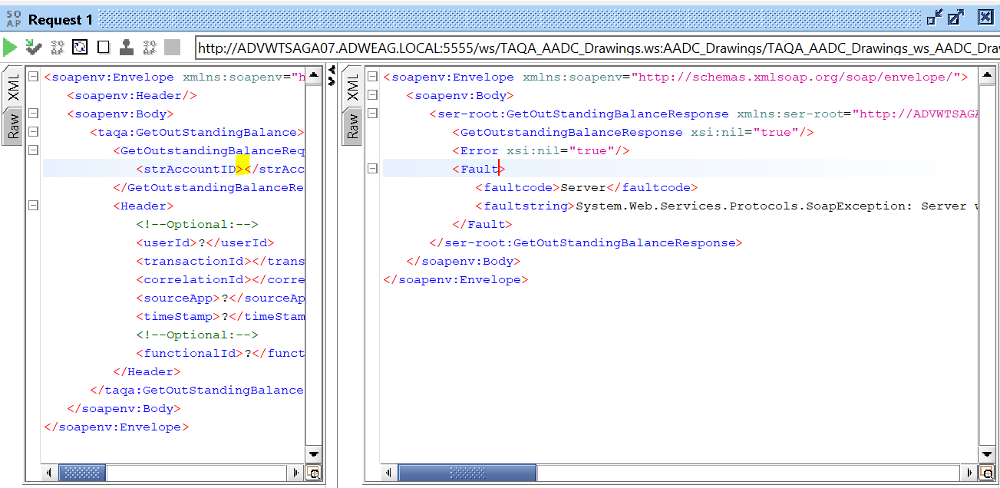 SO
AP
Request 1
http://ADVWTSAGA07.ADWEAG.LOCAL:5555/ws/TAQA_AADC_Drawings.ws:AADC_Drawings/TAQA_AADC_Drawings_ws_AADC_Dra
XML
Raw
<soapenv:Envelope xmlns:soapenv="h
<soapenv:Header/>
<soapenv:Body>
<taqa:GetOutStandingBalance>
<GetOutstandingBalanceReq
<strAccountID></strAcc
</GetOutstandingBalanceRe
<Header>
<!--Optional:-->
<userId>?</userId>
<transactionId></trans
<correlationId></corre
<sourceApp>?</sourceAp
<timeStamp>?</timeStam
<!--Optional:-->
<functionalId>?</funct
</Header>
</taqa:GetOutStandingBalance
</soapenv:Body>
</soapenv:Envelope>
XML
Raw
<soapenv:Envelope xmlns:soapenv="http://schemas.xmlsoap.org/soap/envelope/">
<soapenv:Body>
<ser-root:GetOutStandingBalanceResponse xmlns:ser-root="http://ADVWTSAGA
<GetOutstandingBalanceResponse xsi:nil="true"/>
<Error xsi:nil="true"/>
<Fault>
<faultcode>Server</faultcode>
<faultstring>System.Web.Services.Protocols.SoapException: Server w
</Fault>
</ser-root:GetOutStandingBalanceResponse>
</soapenv:Body>
</soapenv:Envelope>